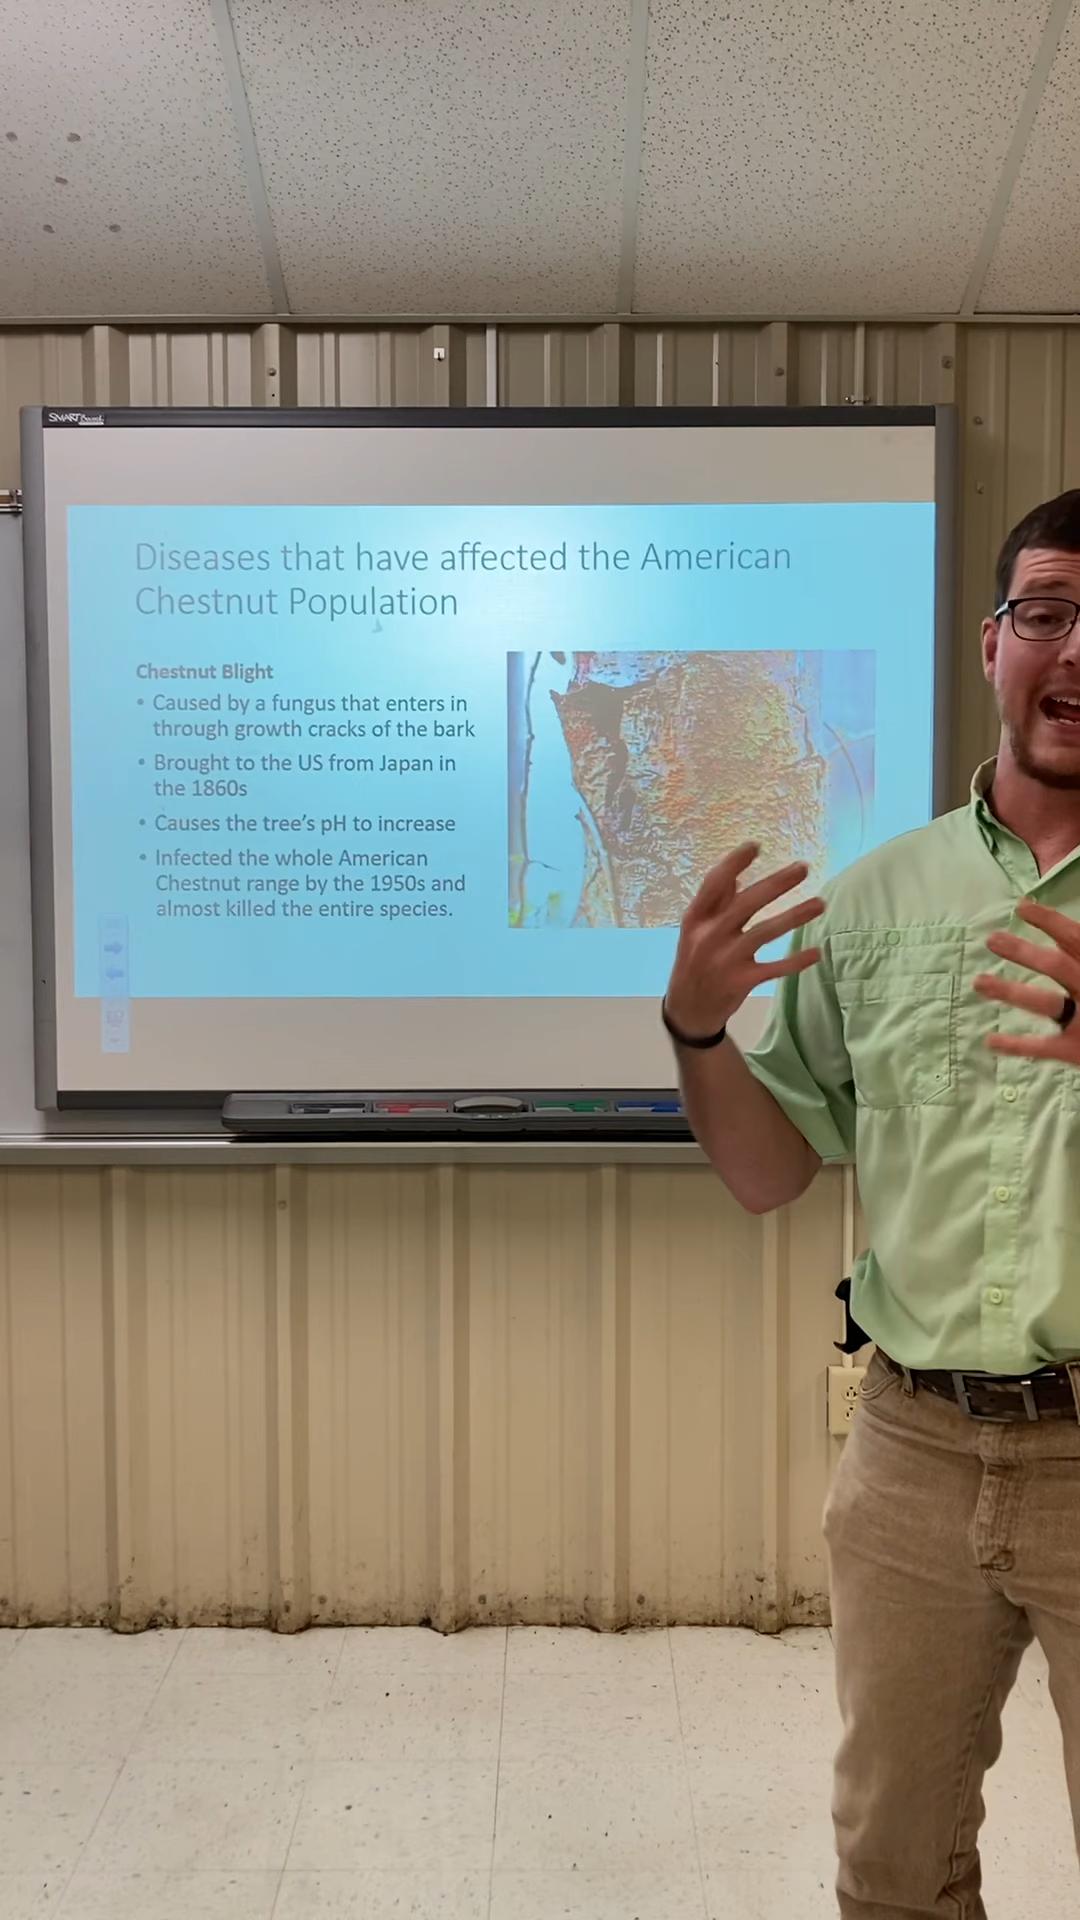 SMART Board
Diseases that have affected the American
Chestnut Population
Chestnut Blight
• Caused by a fungus that enters in
through growth cracks of the bark
• Brought to the US from Japan in
the 1860s
• Causes the tree's pH to increase
• Infected the whole American
Chestnut range by the 1950s and
almost killed the entire species.